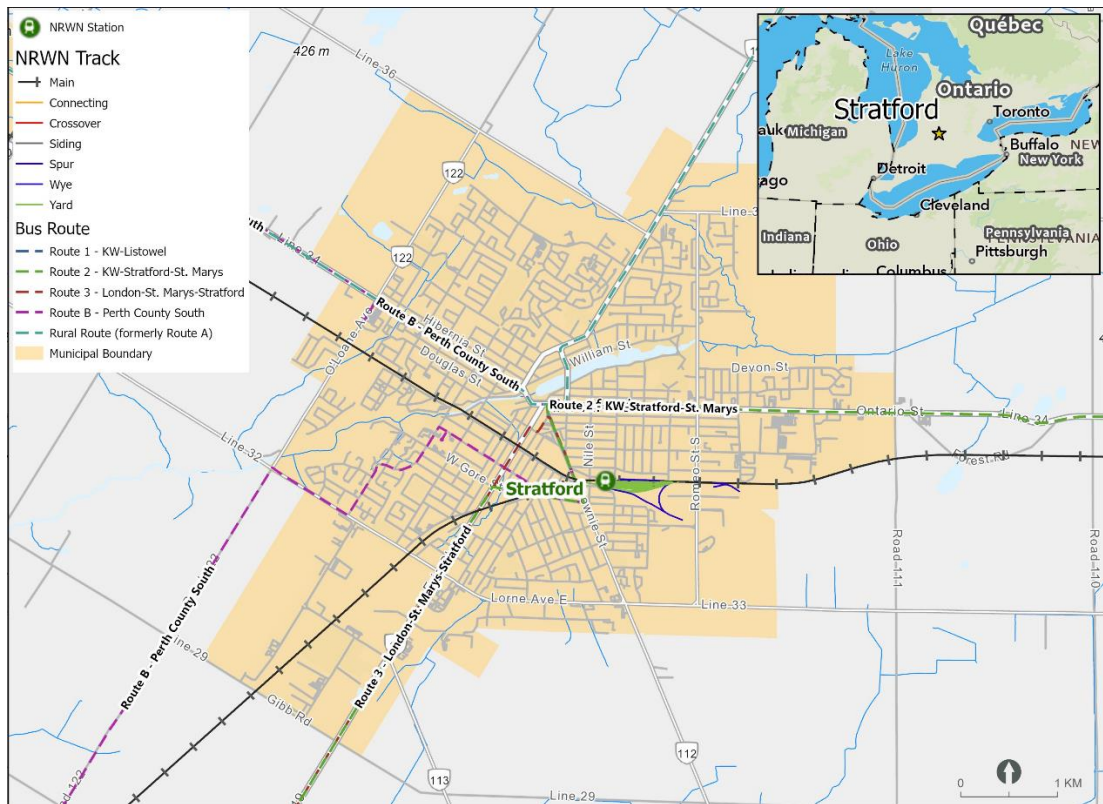 NRWN Station
NRWN Track
Main
Connecting
Crossover
Siding
Spur
Wye
Yard
Bus Route
Route 1 - KW-Listowel
Route 2 - KW-Stratford-St. Marys
Route 3 - London-St. Marys-Stratford
Route B - Perth County South
Rural Route (formerly Route A)
Municipal Boundary
426 m
Line 36
122
122
Line 34
O'Loane Ave
Hibernia St
Douglas St
Route B - Perth County South
William St
Devon St
Route 2 - KW-Stratford-St. Marys
Ontario St
Line 34
Forest Rd
Nile St
Romeo St S
Line 32
W Gore St
Stratford
Downie St
Road 111
Road 110
Lorne Ave E
Line 33
Route B - Perth County South
Route 3 - London-St. Marys-Stratford
Line 29
Gibb Rd
113
112
Line 29
0 1 KM
Québec
Lake
Huron
Ontario
Stratford
Toronto
Michigan
Buffalo
New York
Detroit
Cleveland
Indiana
Ohio
Pennsylvania
Pittsburgh
Columbus